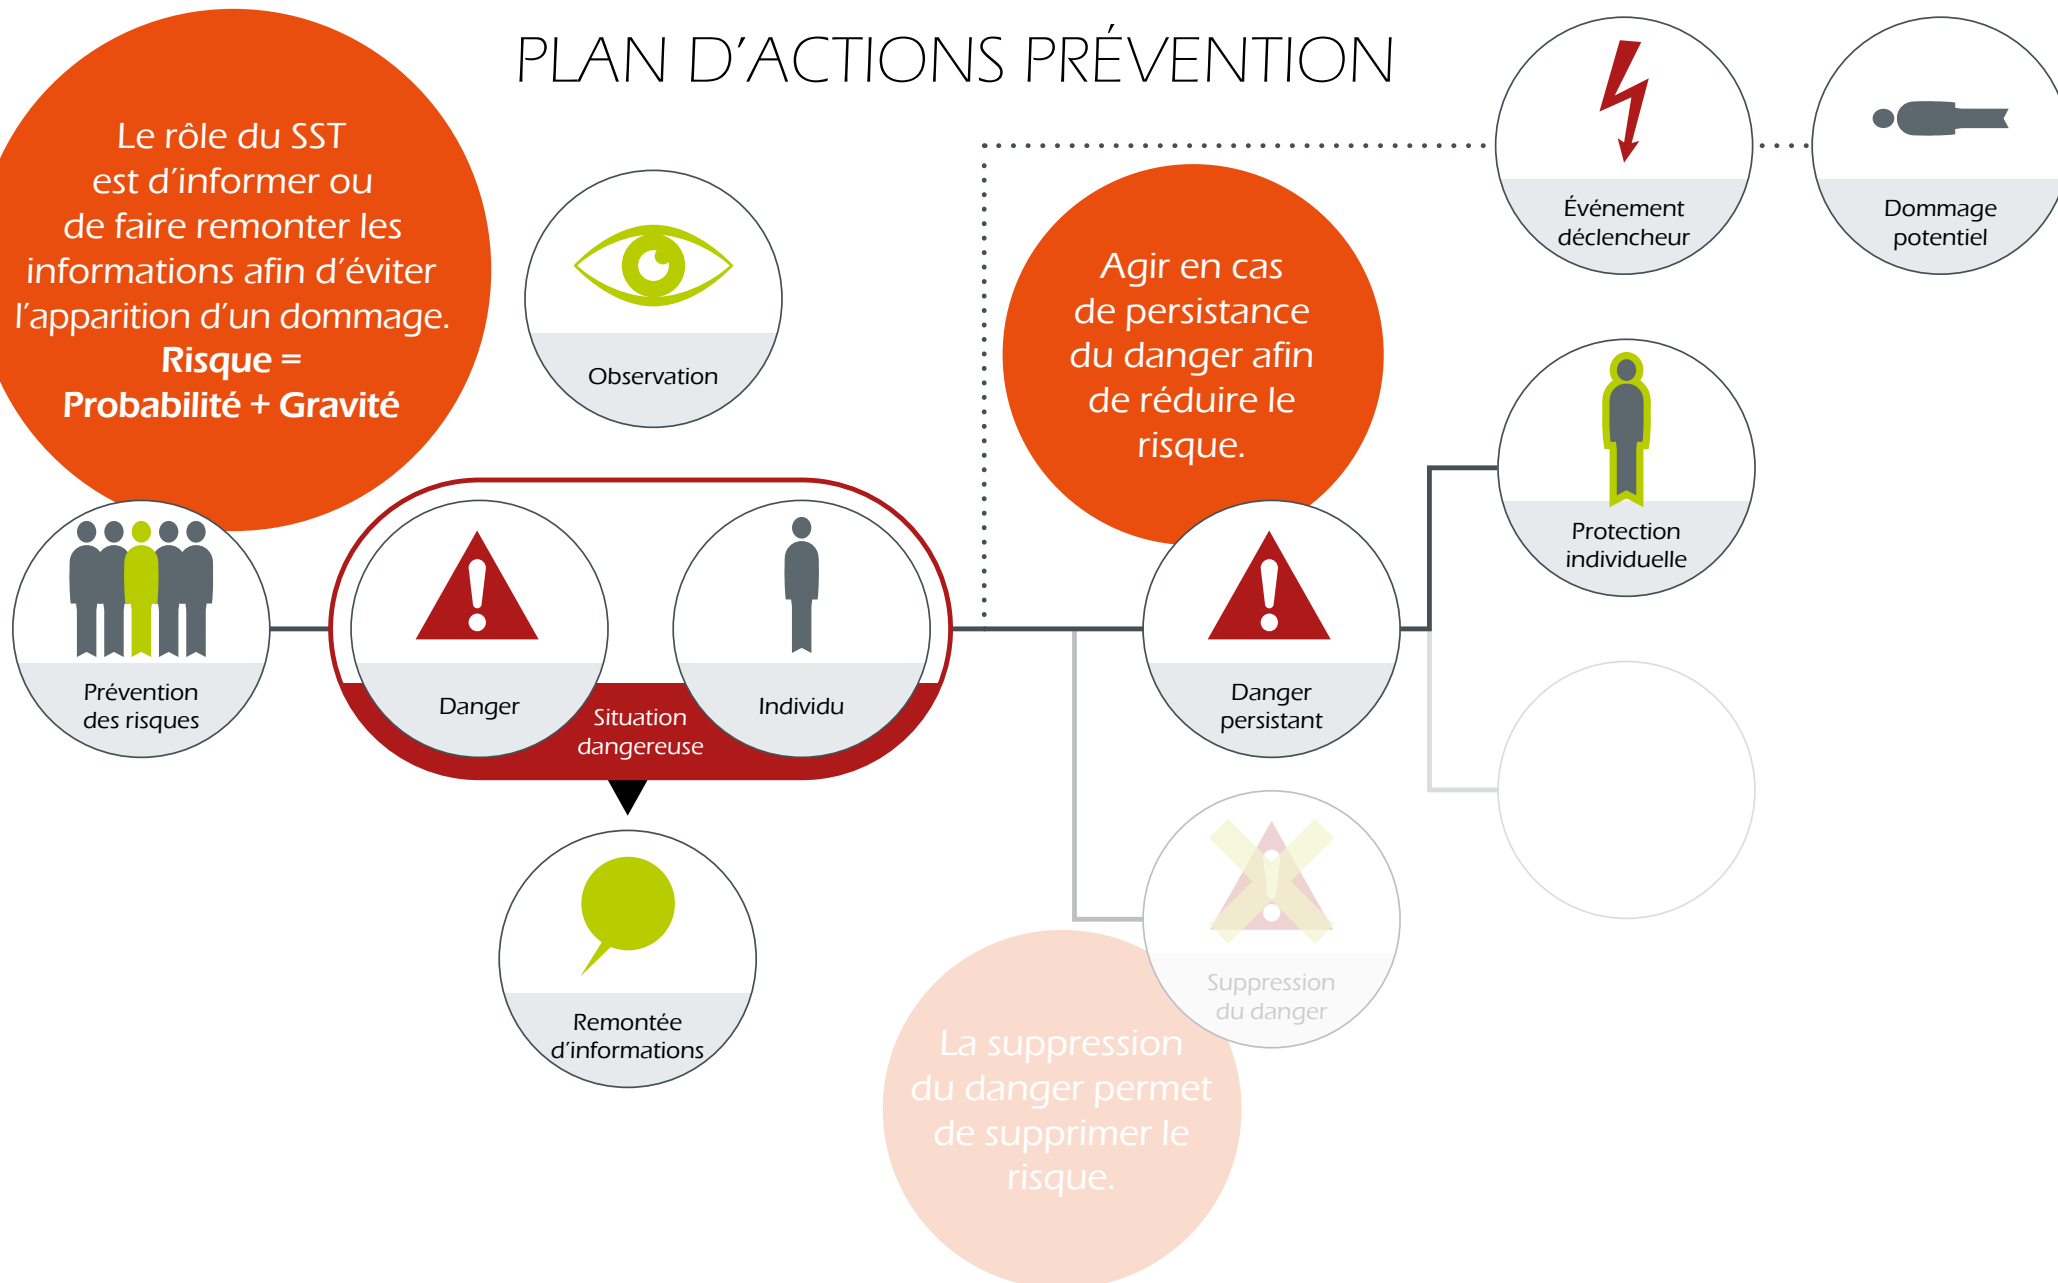 PLAN D'ACTIONS PRÉVENTION
Le rôle du SST
est d'informer ou
de faire remonter les
informations afin d'éviter
l'apparition d'un dommage.
Risque =
Probabilité + Gravité
Observation
Agir en cas
de persistance
du danger afin
de réduire le
risque.
Événement
déclencheur
Dommage
potentiel
Protection
individuelle
Prévention
des risques
Danger
Situation
dangereuse
Individu
Danger
persistant
Remontée
d'informations
Suppression
du danger
La suppression
du danger permet
de supprimer le
risque.